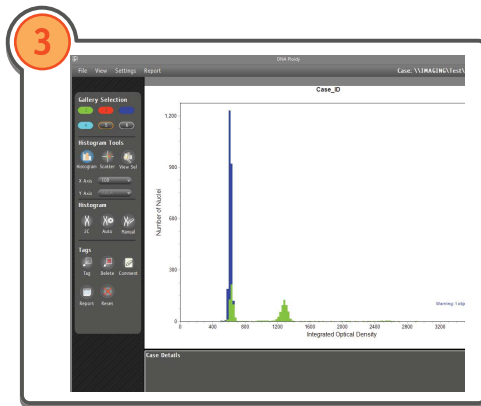 3
DNA Ploidy
File View Settings Report Case: \\IMAGING\Test\
Case_ID
Gallery Selection
Histogram Tools
Histogram Scatter View Sel
X Axis IOD
Y Axis
Histogram
2C Auto Manual
Tags
Tag Delete Comment
Report Reset
Number of Nuclei
1,200
900
600
300
0
0 400 800 1200 1600 2000 2400 2800 3200
Integrated Optical Density
Case Details